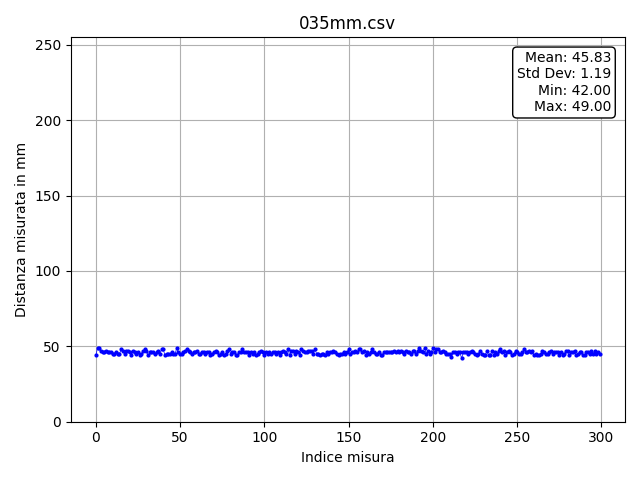 035mm.csv
Mean: 45.83
Std Dev: 1.19
Min: 42.00
Max: 49.00
Distanza misurata in mm
250
200
150
100
50
0
0 50 100 150 200 250 300
Indice misura